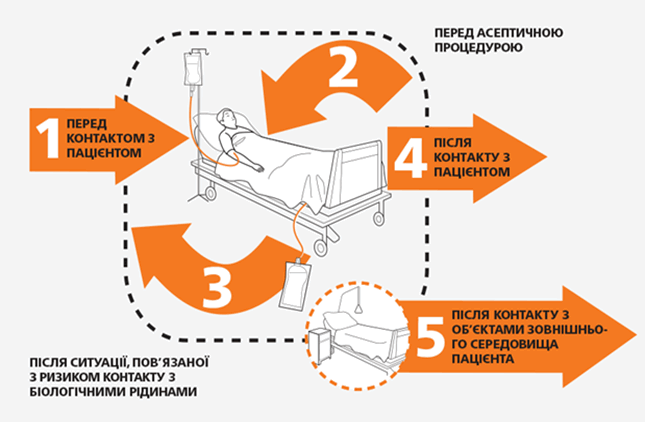 ПЕРЕД АСЕПТИЧНОЮ
ПРОЦЕДУРОЮ
2
1
ПЕРЕД
КОНТАКТОМ З
ПАЦІЄНТОМ
4
ПІСЛЯ
КОНТАКТУ З
ПАЦІЄНТОМ
3
5
ПІСЛЯ КОНТАКТУ З
ОБ’ЄКТАМИ ЗОВНІШНЬО-
ГО СЕРЕДОВИЩА
ПАЦІЄНТА
ПІСЛЯ СИТУАЦІЇ, ПОВ’ЯЗАНОЇ
З РИЗИКОМ КОНТАКТУ З
БІОЛОГІЧНИМИ РІДИНАМИ